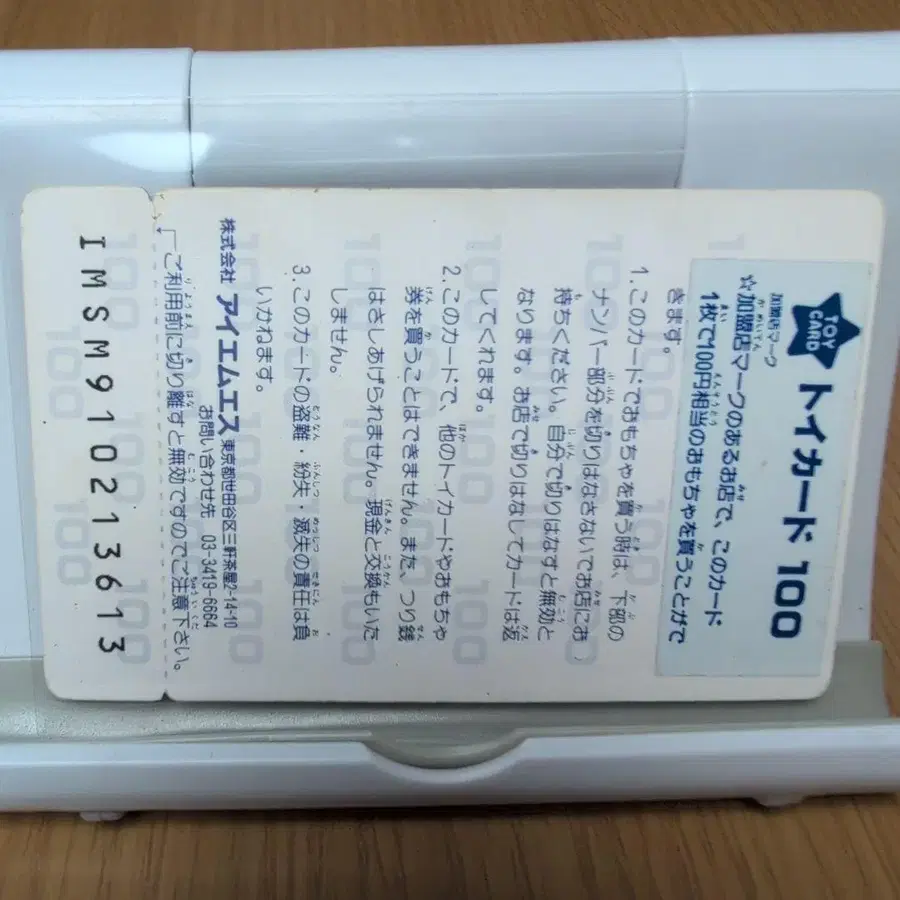 TOY
CARD
トイカード 100
加盟店マーク
☆加盟店マークのあるお店で、このカード
1枚で100円相当のおもちゃを買うことがで
きます。
1.このカードでおもちゃを買う時は、下部の
ナンバー部分を切りはなさないでお店にお
持ちください。自分で切りはなすと無効と
なります。お店で切りはなしてカードは返
してくれます。
2.このカードで、他のトイカードやおもちゃ
券を買うことはできません。また、つり銭
はさしあげられません。現金と交換もいた
しません。
3.このカードの盗難・紛失・滅失の責任は負
いかねます。
株式会社 アイエムエス 東京都世田谷区三軒茶屋2-14-10
お問い合わせ先 03-3419-6664
「ご利用前に切り離すと無効ですのでご注意下さい。
IMSM910213613